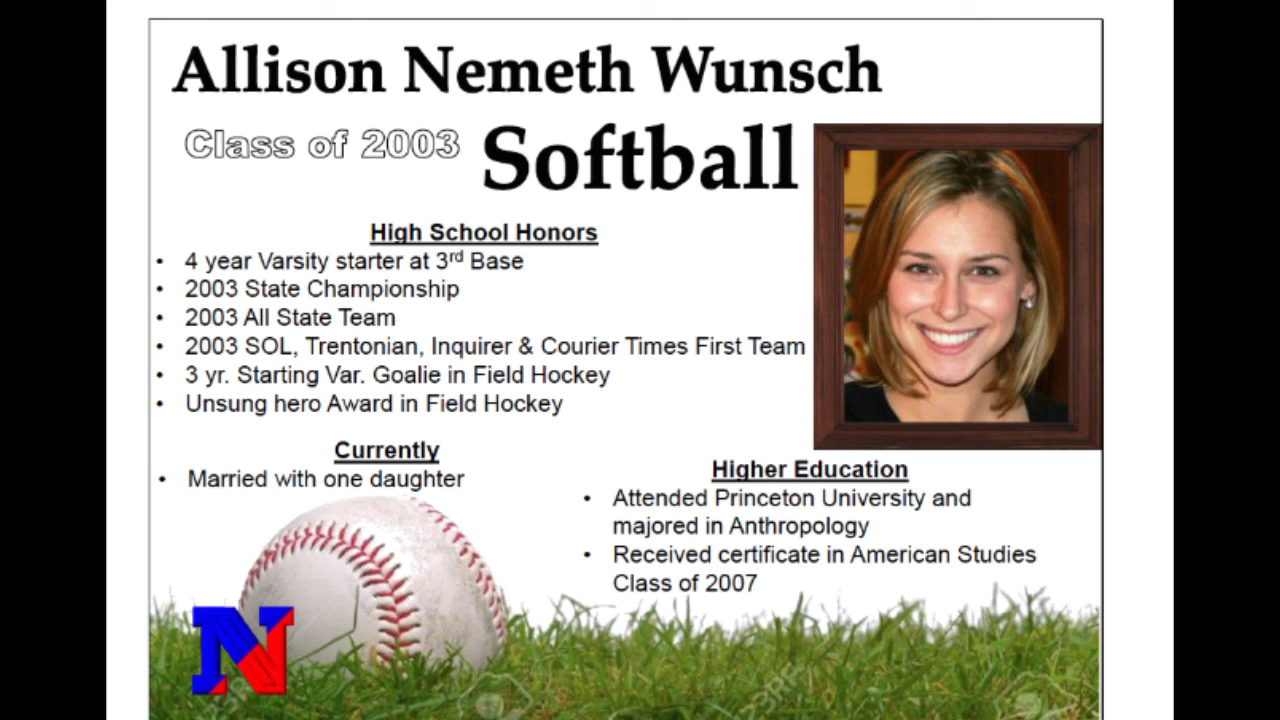 Allison Nemeth Wunsch
Class of 2003 Softball
High School Honors
• 4 year Varsity starter at 3rd Base
• 2003 State Championship
• 2003 All State Team
• 2003 SOL, Trentonian, Inquirer & Courier Times First Team
• 3 yr. Starting Var. Goalie in Field Hockey
• Unsung hero Award in Field Hockey
Currently
• Married with one daughter
Higher Education
• Attended Princeton University and
majored in Anthropology
• Received certificate in American Studies
Class of 2007
N